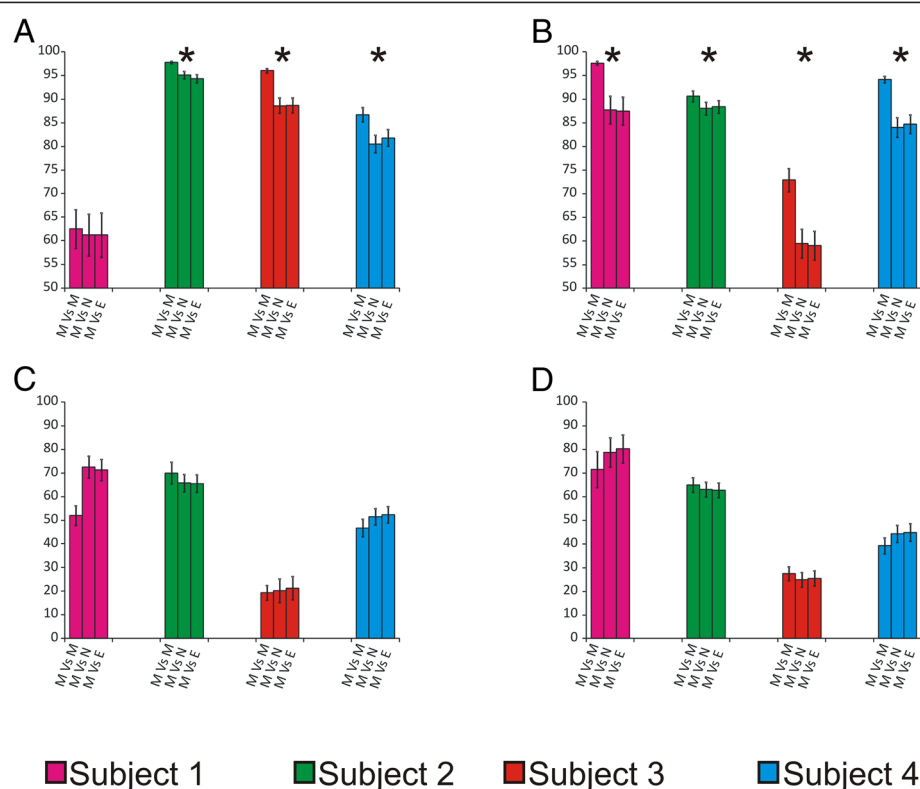 A
* * *
100
95
90
85
80
75
70
65
60
55
50
M Vs M
M Vs N
M Vs E
M Vs M
M Vs N
M Vs E
M Vs M
M Vs N
M Vs E
M Vs M
M Vs N
M Vs E
B
* * * *
100
95
90
85
80
75
70
65
60
55
50
M Vs M
M Vs N
M Vs E
M Vs M
M Vs N
M Vs E
M Vs M
M Vs N
M Vs E
M Vs M
M Vs N
M Vs E
C
100
90
80
70
60
50
40
30
20
10
0
M Vs M
M Vs N
M Vs E
M Vs M
M Vs N
M Vs E
M Vs M
M Vs N
M Vs E
M Vs M
M Vs N
M Vs E
D
100
90
80
70
60
50
40
30
20
10
0
M Vs M
M Vs N
M Vs E
M Vs M
M Vs N
M Vs E
M Vs M
M Vs N
M Vs E
M Vs M
M Vs N
M Vs E
Subject 1 Subject 2 Subject 3 Subject 4